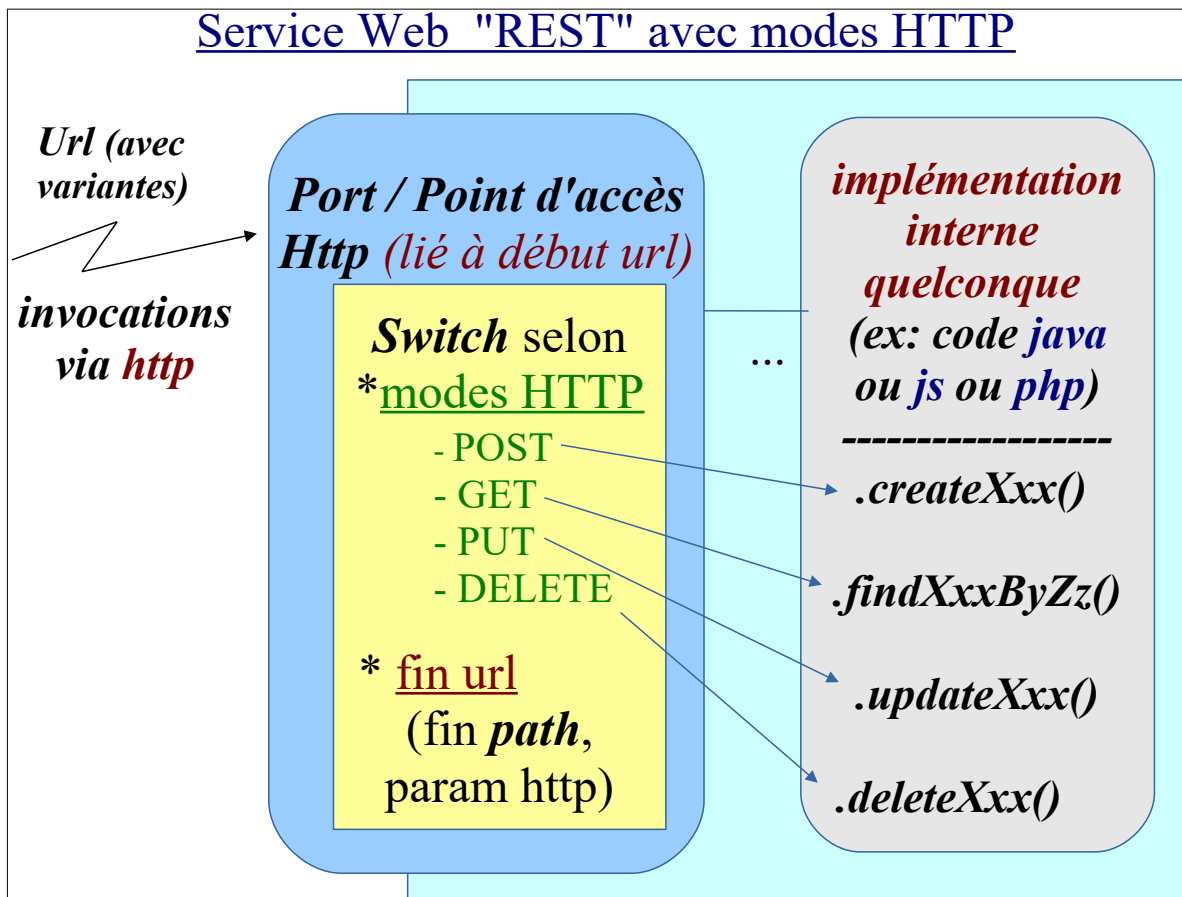 Service Web "REST" avec modes HTTP
Url (avec
variantes)
invocations
via http
Port / Point d'accès
Http (lié à début url)
Switch selon
*modes HTTP
- POST
- GET
- PUT
- DELETE
* fin url
(fin path,
param http)
...
implémentation
interne
quelconque
(ex: code java
ou js ou php)
------------------
.createXxx()
.findXxxByZz()
.updateXxx()
.deleteXxx()